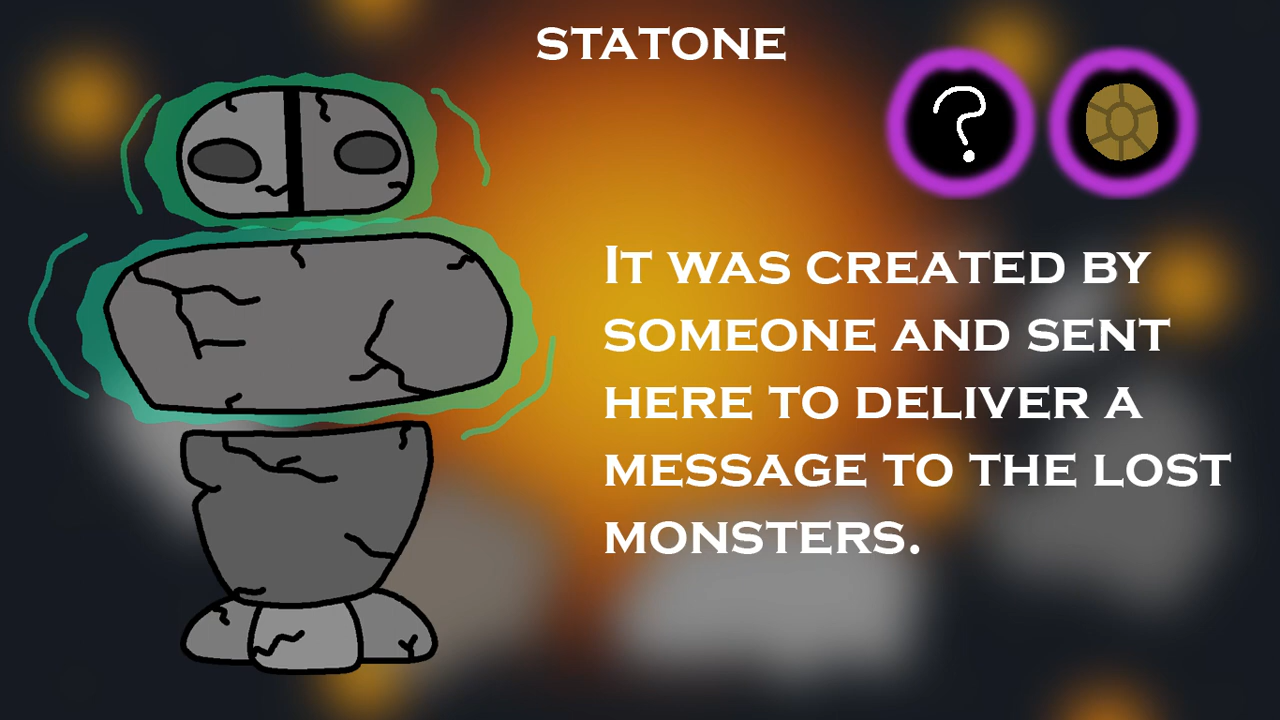 STATONE
?
IT WAS CREATED BY
SOMEONE AND SENT
HERE TO DELIVER A
MESSAGE TO THE LOST
MONSTERS.